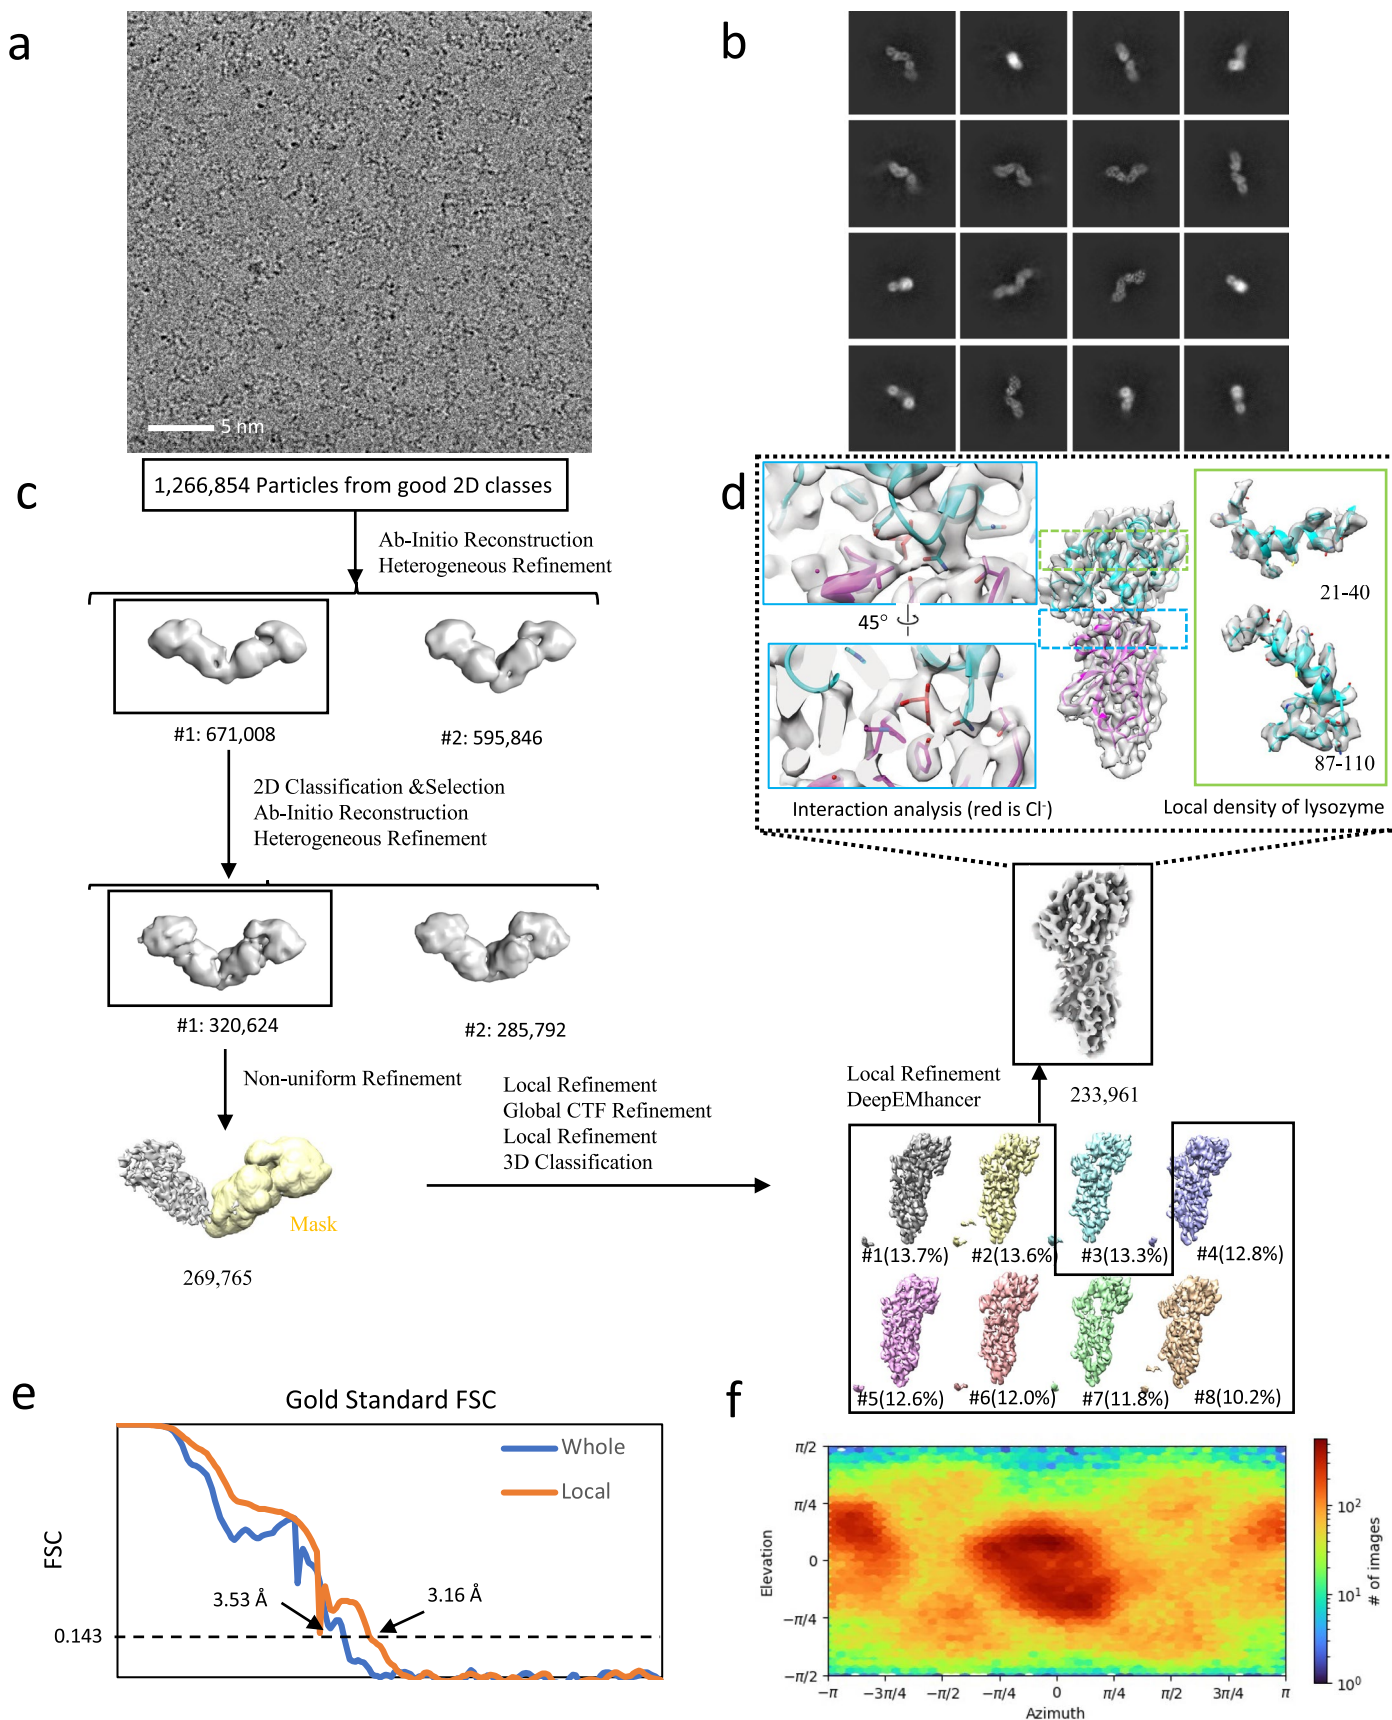 a
5 nm
b
c
1,266,854 Particles from good 2D classes
Ab-Initio Reconstruction
Heterogeneous Refinement
#1: 671,008
#2: 595,846
2D Classification &Selection
Ab-Initio Reconstruction
Heterogeneous Refinement
#1: 320,624
#2: 285,792
Non-uniform Refinement
Mask
269,765
Local Refinement
Global CTF Refinement
Local Refinement
3D Classification
d
45°
21-40
87-110
Interaction analysis (red is Cl⁻)
Local density of lysozyme
Local Refinement
DeepEMhancer
233,961
#1(13.7%)
#2(13.6%)
#3(13.3%)
#4(12.8%)
#5(12.6%)
#6(12.0%)
#7(11.8%)
#8(10.2%)
e
Gold Standard FSC
Whole
Local
FSC
3.53 Å
3.16 Å
0.143
f
π/2
π/4
0
−π/4
−π/2
Elevation
−π
−3π/4
−π/2
−π/4
0
π/4
π/2
3π/4
π
Azimuth
10²
10¹
10⁰
# of images